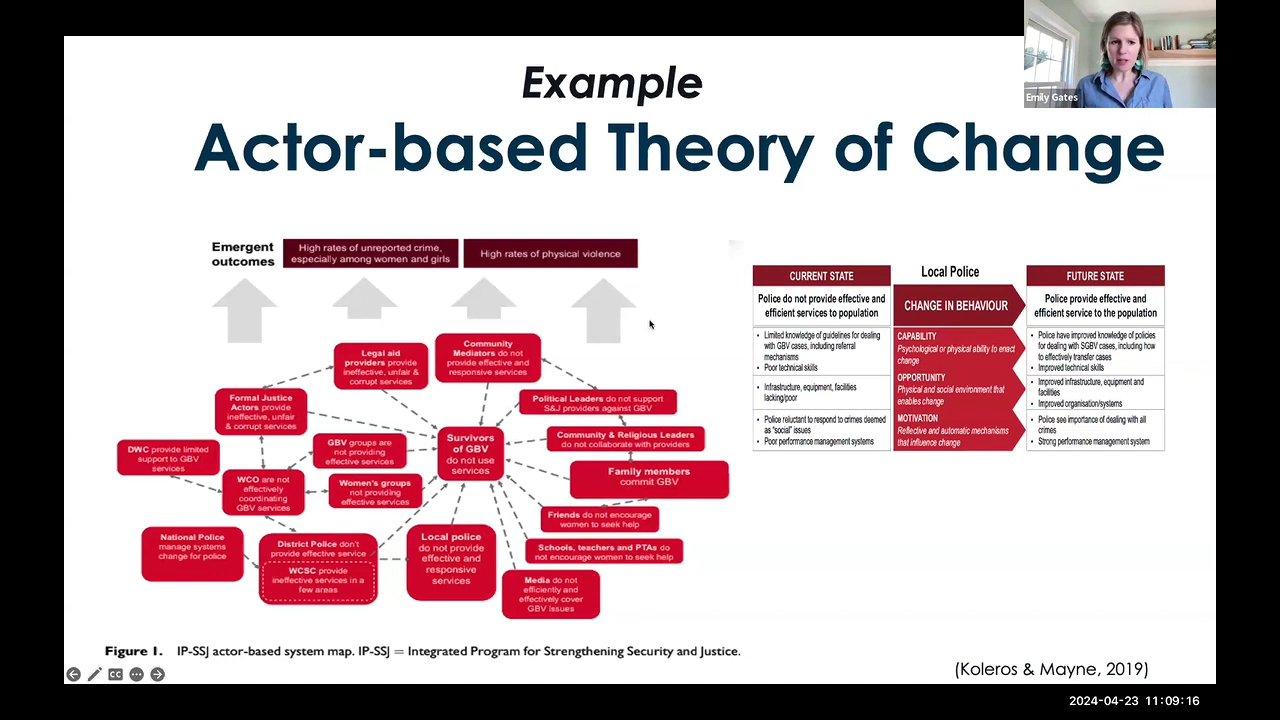 Emily Gates
Example
Actor-based Theory of Change
Emergent
outcomes
High rates of unreported crime,
especially among women and girls
High rates of physical violence
Legal aid
providers provide
ineffective, unfair &
corrupt services
Community
Mediators do not
provide effective and
responsive services
Formal Justice
Actors provide
ineffective, unfair
& corrupt services
Political Leaders do not support
S&J providers against GBV
DWC provide limited
support to GBV
services
GBV groups are
not providing
effective services
Survivors
of GBV
do not use
services
Community & Religious Leaders
do not collaborate with providers
WCO are not
effectively
coordinating
GBV services
Women's groups
not providing
effective services
Family members
commit GBV
Friends do not encourage
women to seek help
National Police
manage systems
change for police
District Police don't
provide effective service
WCSC provide
ineffective services in a
few areas
Local police
do not provide
effective and
responsive
services
Schools, teachers and PTAs do
not encourage women to seek help
Media do not
efficiently and
effectively cover
GBV issues
Figure 1. IP-SSJ actor-based system map. IP-SSJ = Integrated Program for Strengthening Security and Justice.
CURRENT STATE
Police do not provide effective and
efficient services to population
• Limited knowledge of guidelines for dealing
with GBV cases, including referral
mechanisms
• Poor technical skills
• Infrastructure, equipment, facilities
lacking/poor
• Police reluctant to respond to crimes deemed
as "social" issues
• Poor performance management systems
Local Police
CHANGE IN BEHAVIOUR
CAPABILITY
Psychological or physical ability to enact
change
OPPORTUNITY
Physical and social environment that
enables change
MOTIVATION
Reflective and automatic mechanisms
that influence change
FUTURE STATE
Police provide effective and
efficient service to the population
• Police have improved knowledge of policies
for dealing with SGBV cases, including how
to effectively transfer cases
• Improved technical skills
• Improved infrastructure, equipment and
facilities
• Improved organisation/systems
• Police see importance of dealing with all
crimes
• Strong performance management system
(Koleros & Mayne, 2019)
CC
2024-04-23 11:09:16